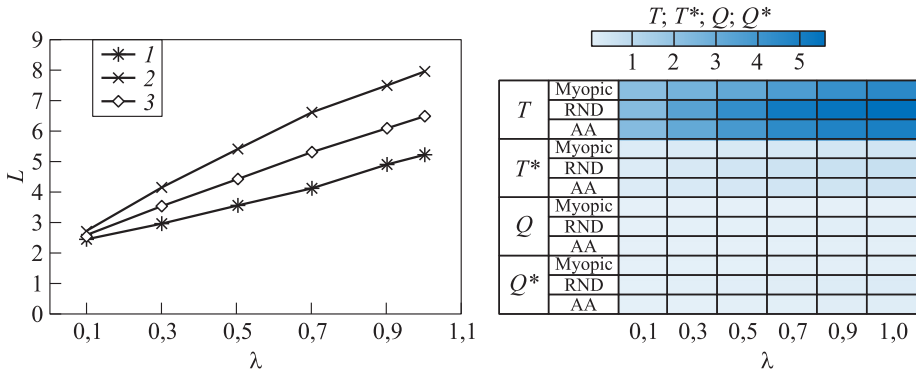 9
8
7
6
5
4
3
2
1
0
L
1
2
3
0,1 0,3 0,5 0,7 0,9 1,1
λ
T; T*; Q; Q*
1 2 3 4 5
T
Myopic
RND
AA
T*
Myopic
RND
AA
Q
Myopic
RND
AA
Q*
Myopic
RND
AA
0,1 0,3 0,5 0,7 0,9 1,0
λ